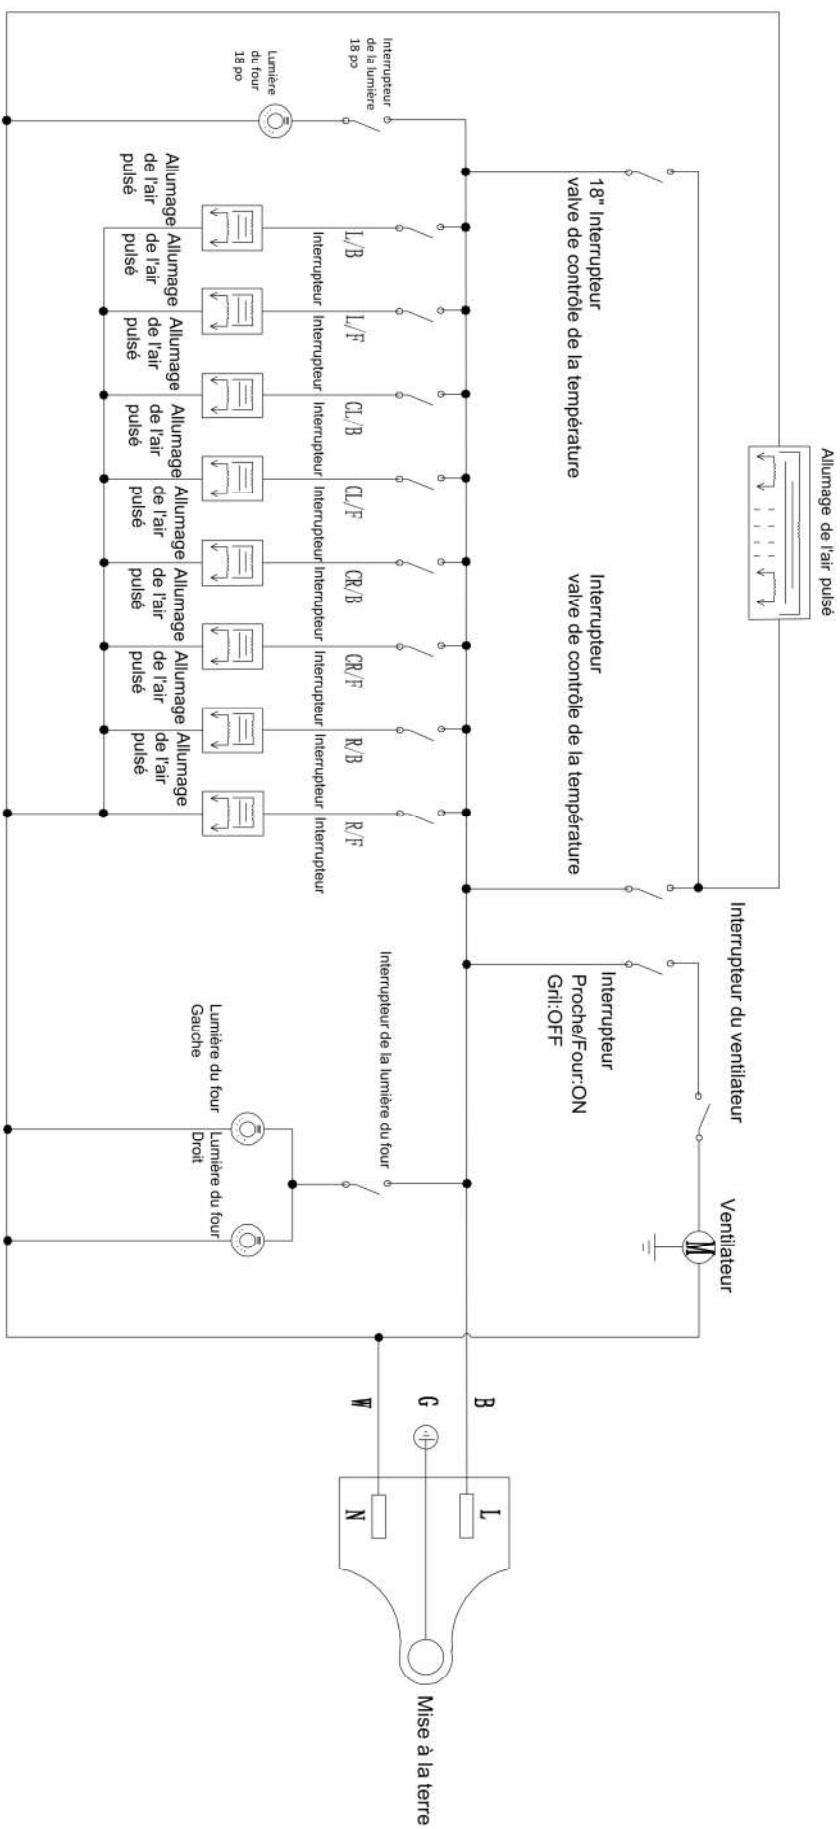 Allumage de l'air pulsé
18" Interrupteur
valve de contrôle de la température
Interrupteur
valve de contrôle de la température
Interrupteur du ventilateur
Interrupteur
Proche/Four:ON
Gril:OFF
Ventilateur
M
Interrupteur
de la lumière
18 po
Lumière
du four
18 po
L/B
Interrupteur
L/F
Interrupteur
CL/B
Interrupteur
CL/F
Interrupteur
CR/B
Interrupteur
CR/F
Interrupteur
R/B
Interrupteur
R/F
Interrupteur
Allumage
de l'air
pulsé
Allumage
de l'air
pulsé
Allumage
de l'air
pulsé
Allumage
de l'air
pulsé
Allumage
de l'air
pulsé
Allumage
de l'air
pulsé
Allumage
de l'air
pulsé
Allumage
de l'air
pulsé
Interrupteur de la lumière du four
Lumière du four
Gauche
Lumière du four
Droit
B
G
W
L
N
Mise à la terre